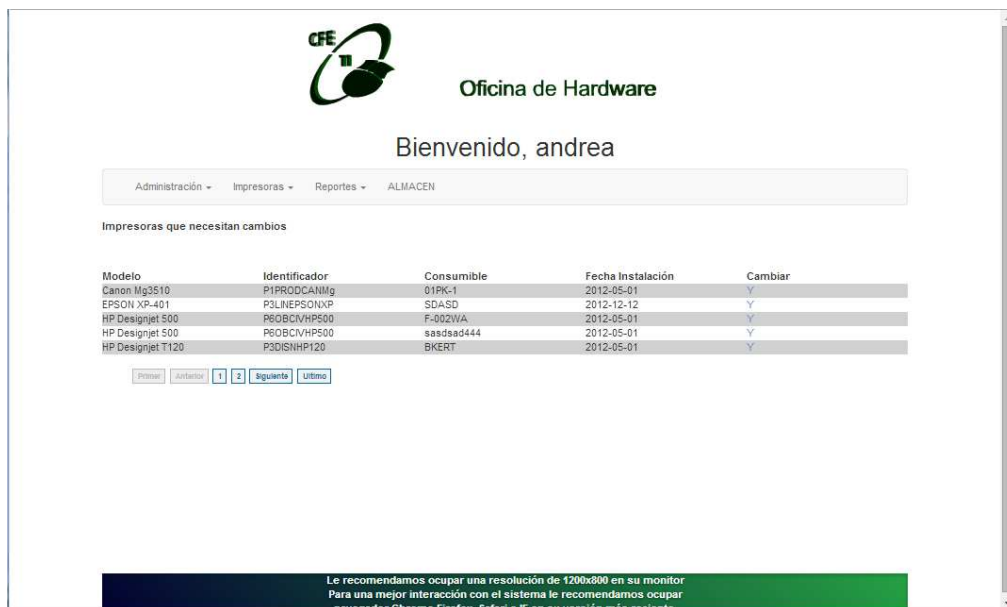 CFE
TI
Oficina de Hardware
Bienvenido, andrea
Administración Impresoras Reportes ALMACEN
Impresoras que necesitan cambios
Modelo Identificador Consumible Fecha Instalación Cambiar
Canon Mg3510 P1PRODCANMg 01PK-1 2012-05-01 Y
EPSON XP-401 P3LINEPSONXP SDASD 2012-12-12 Y
HP Designjet 500 P6OBCIVHP500 F-002WA 2012-05-01 Y
HP Designjet 500 P6OBCIVHP500 sasdsad444 2012-05-01 Y
HP Designjet T120 P3DISNHP120 BKERT 2012-05-01 Y
Primer Anterior 1 2 Siguiente Ultimo
Le recomendamos ocupar una resolución de 1200x800 en su monitor
Para una mejor interacción con el sistema le recomendamos ocupar